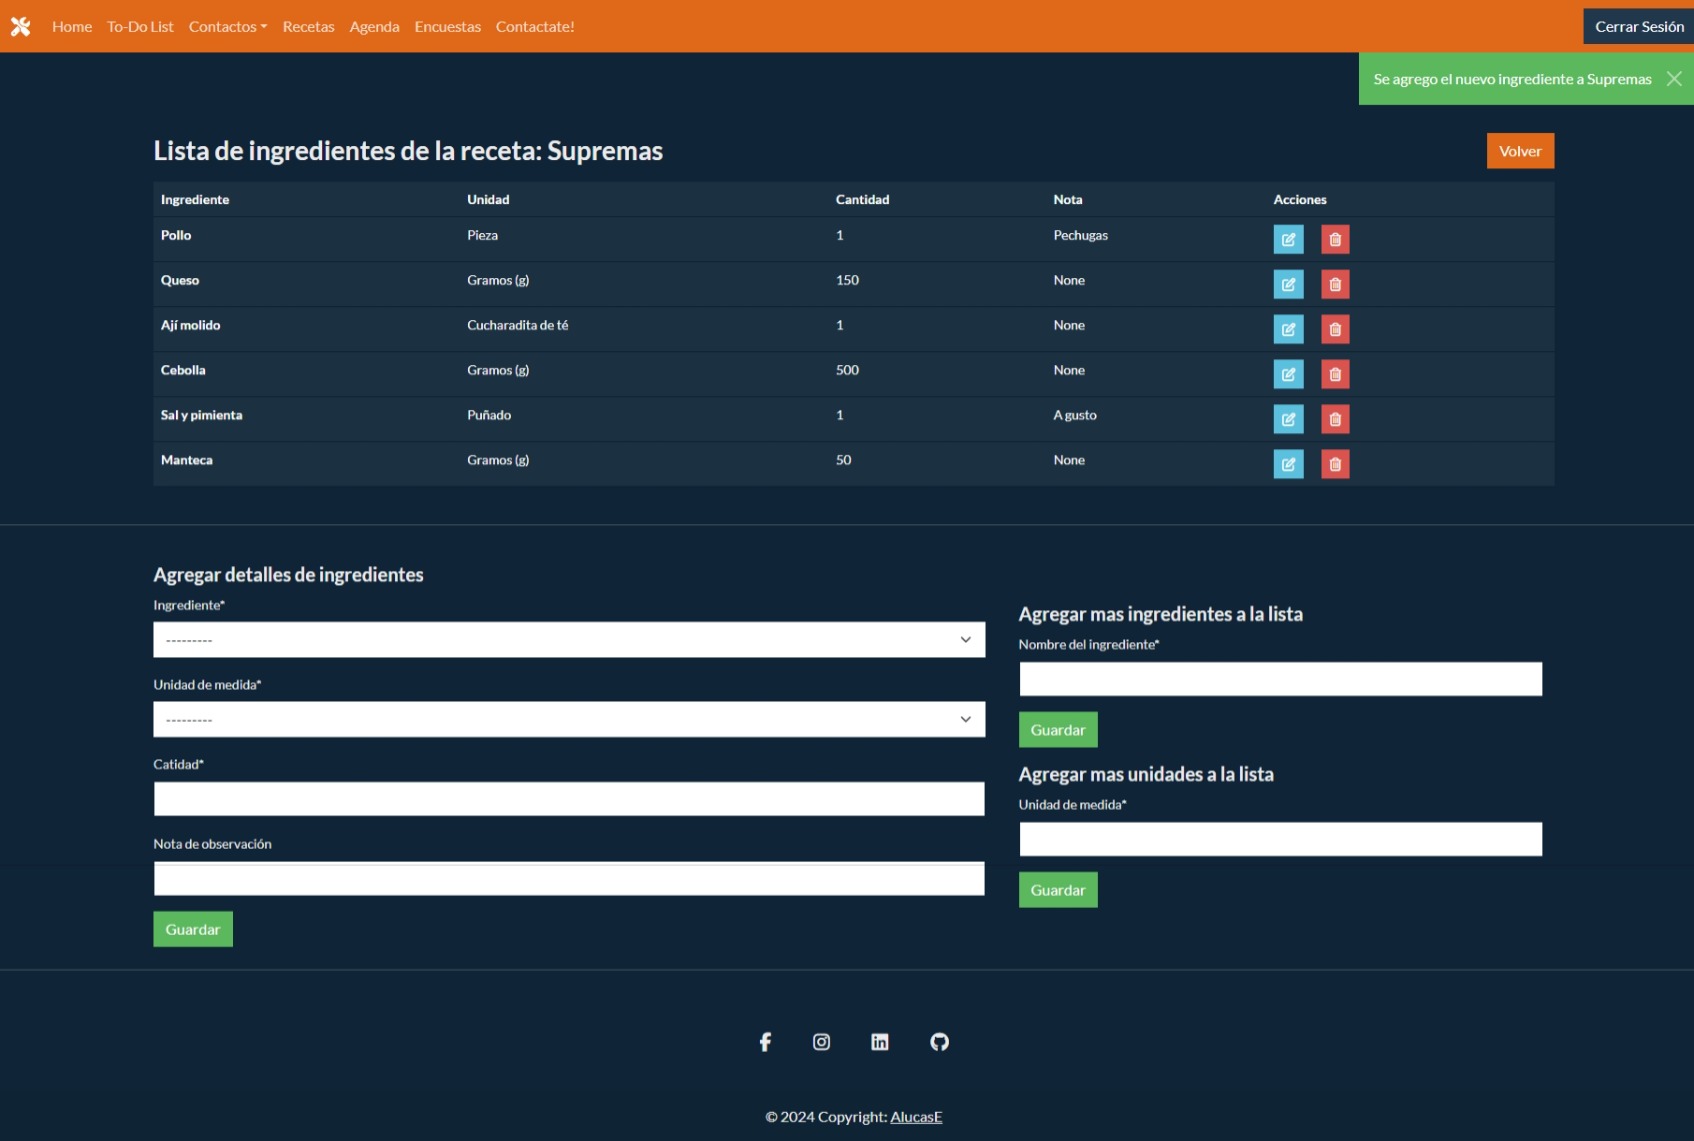 Home To-Do List Contactos Recetas Agenda Encuestas Contactate! Cerrar Sesión
Se agrego el nuevo ingrediente a Supremas
Lista de ingredientes de la receta: Supremas Volver
Ingrediente Unidad Cantidad Nota Acciones
Pollo Pieza 1 Pechugas
Queso Gramos (g) 150 None
Ají molido Cucharadita de té 1 None
Cebolla Gramos (g) 500 None
Sal y pimienta Puñado 1 A gusto
Manteca Gramos (g) 50 None
Agregar detalles de ingredientes
Ingrediente*
---------
Unidad de medida*
---------
Catidad*
Nota de observación
Guardar
Agregar mas ingredientes a la lista
Nombre del ingrediente*
Guardar
Agregar mas unidades a la lista
Unidad de medida*
Guardar
© 2024 Copyright: AlucasE